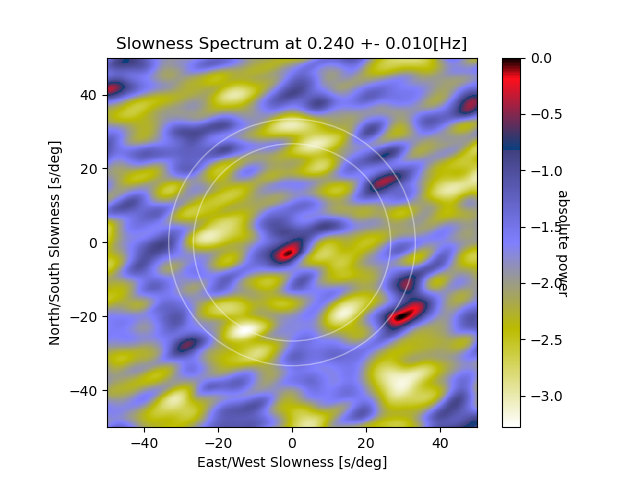 Slowness Spectrum at 0.240 +- 0.010[Hz]
North/South Slowness [s/deg]
40
20
0
−20
−40
−40 −20 0 20 40
East/West Slowness [s/deg]
0.0
−0.5
−1.0
−1.5
−2.0
−2.5
−3.0
absolute power